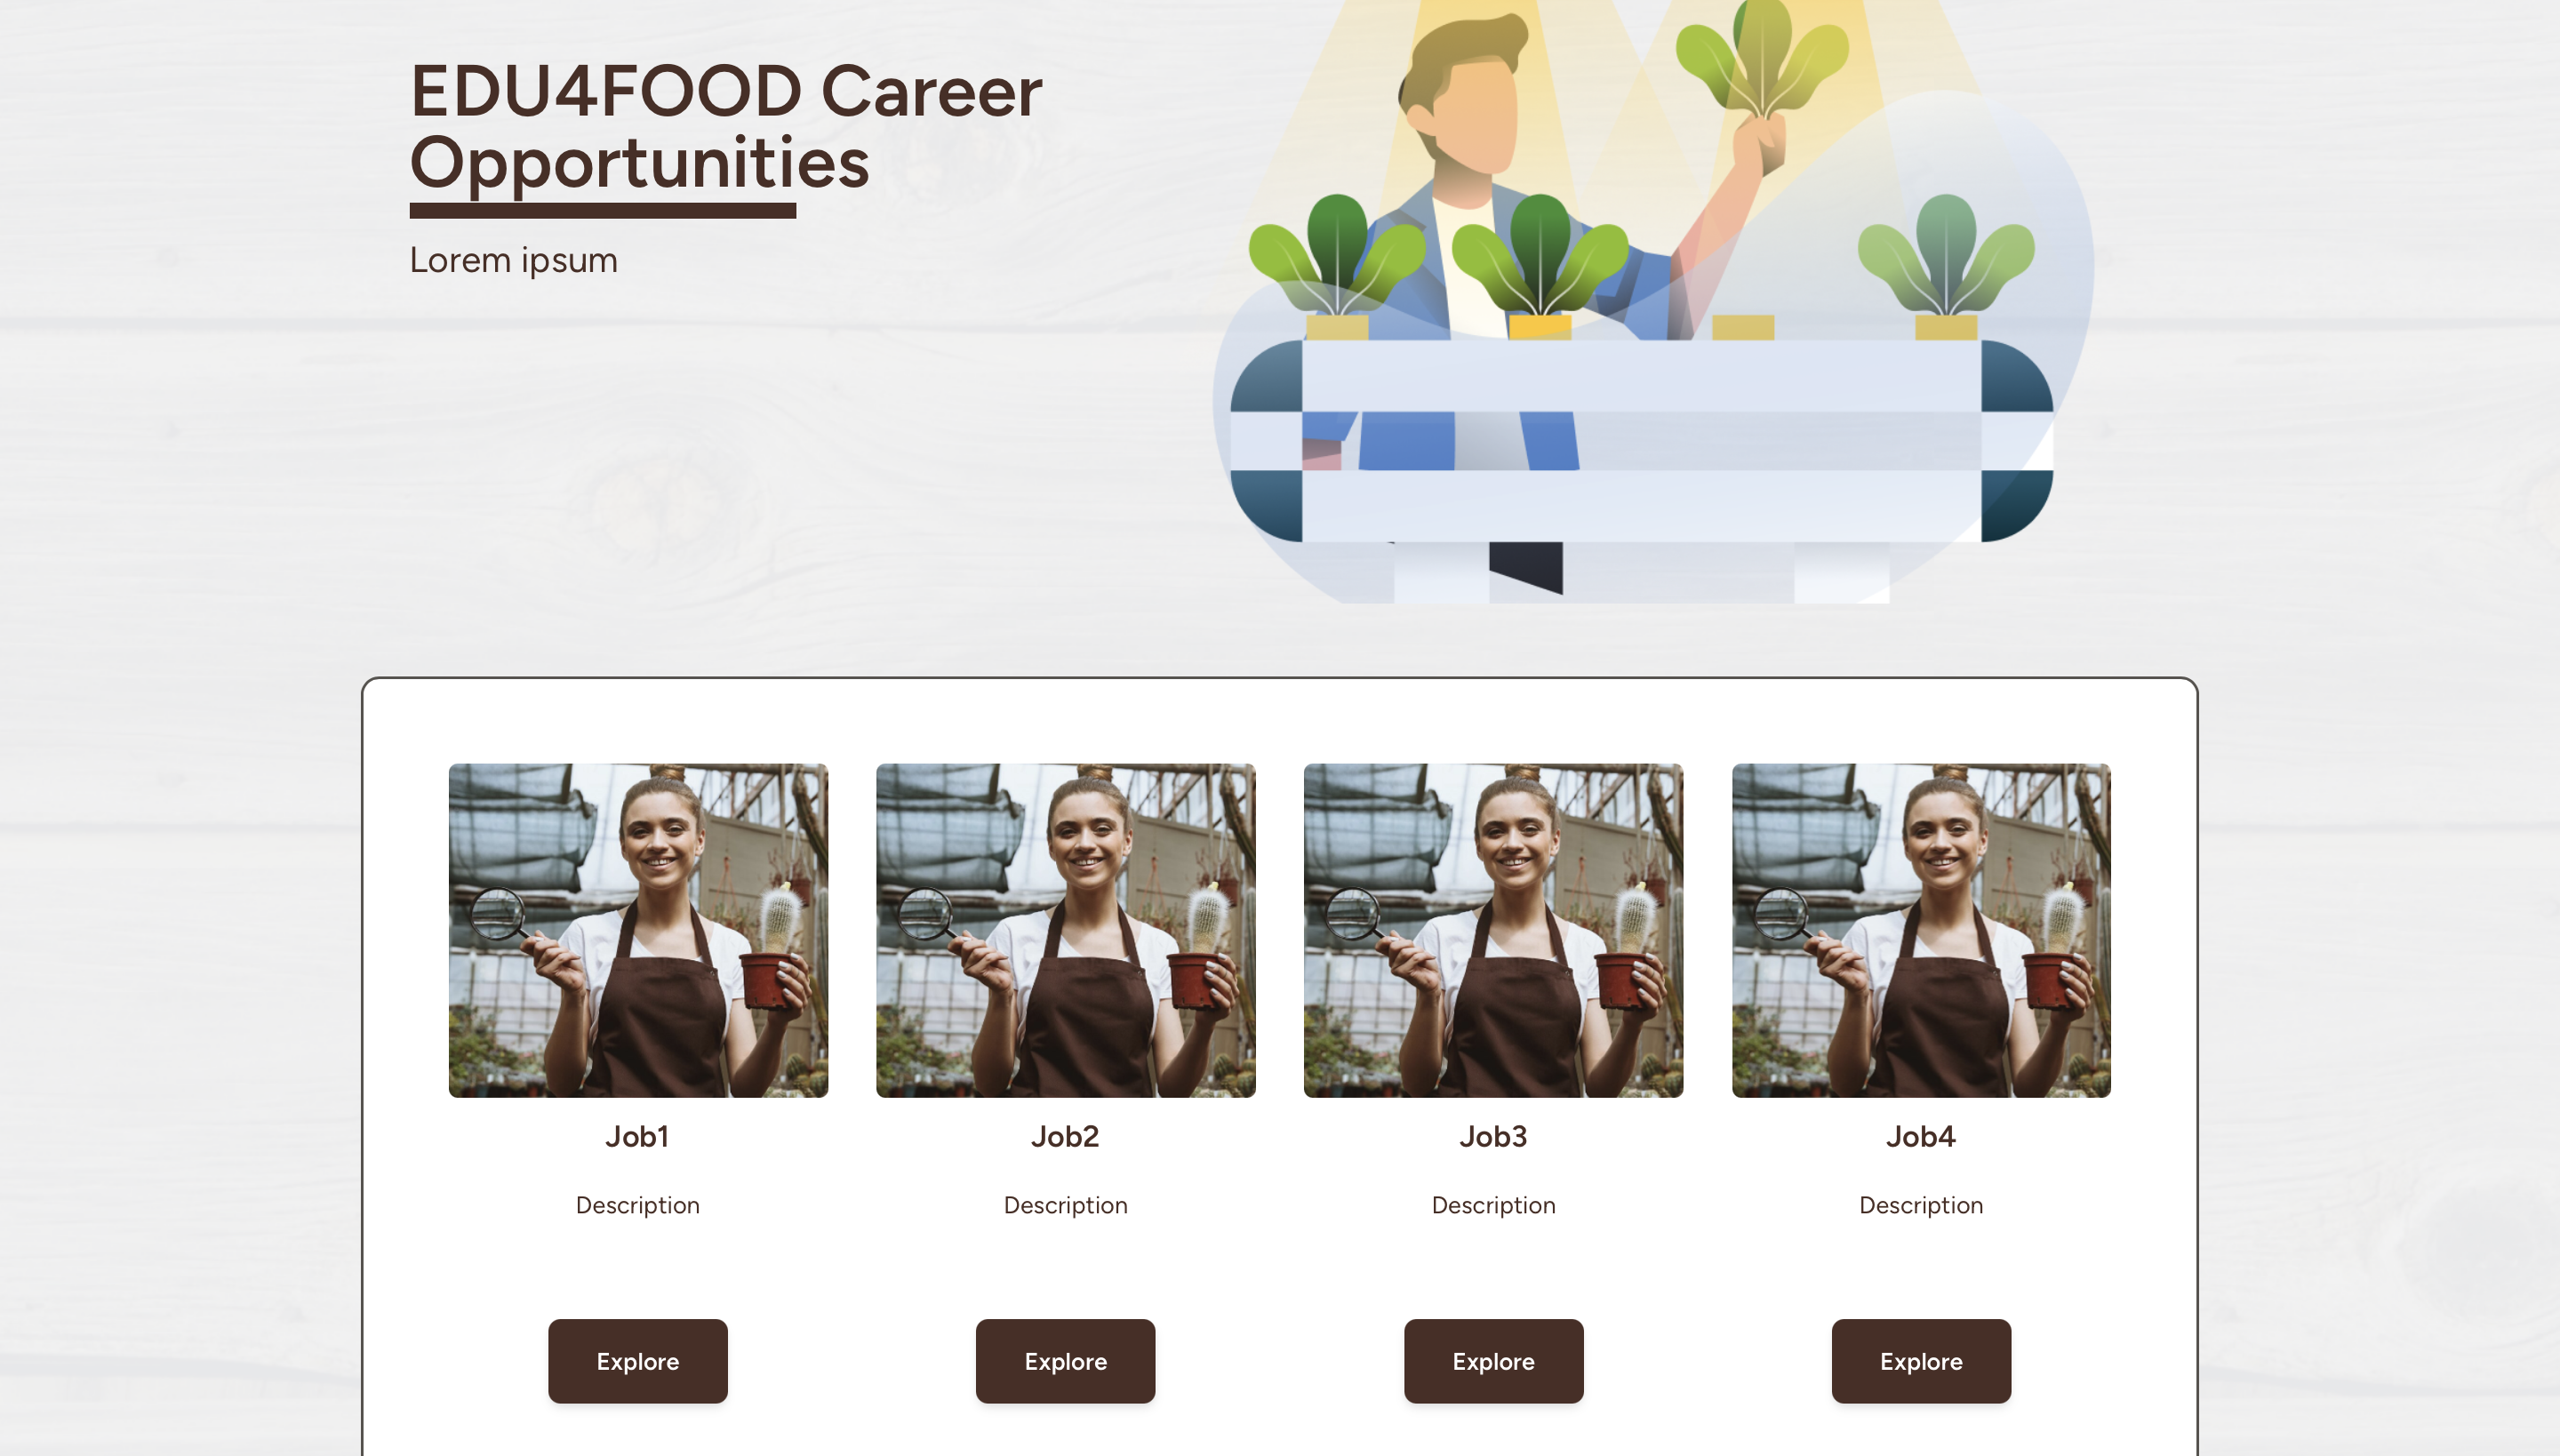 EDU4FOOD Career
Opportunities
Lorem ipsum
Job1
Job2
Job3
Job4
Description
Description
Description
Description
Explore
Explore
Explore
Explore